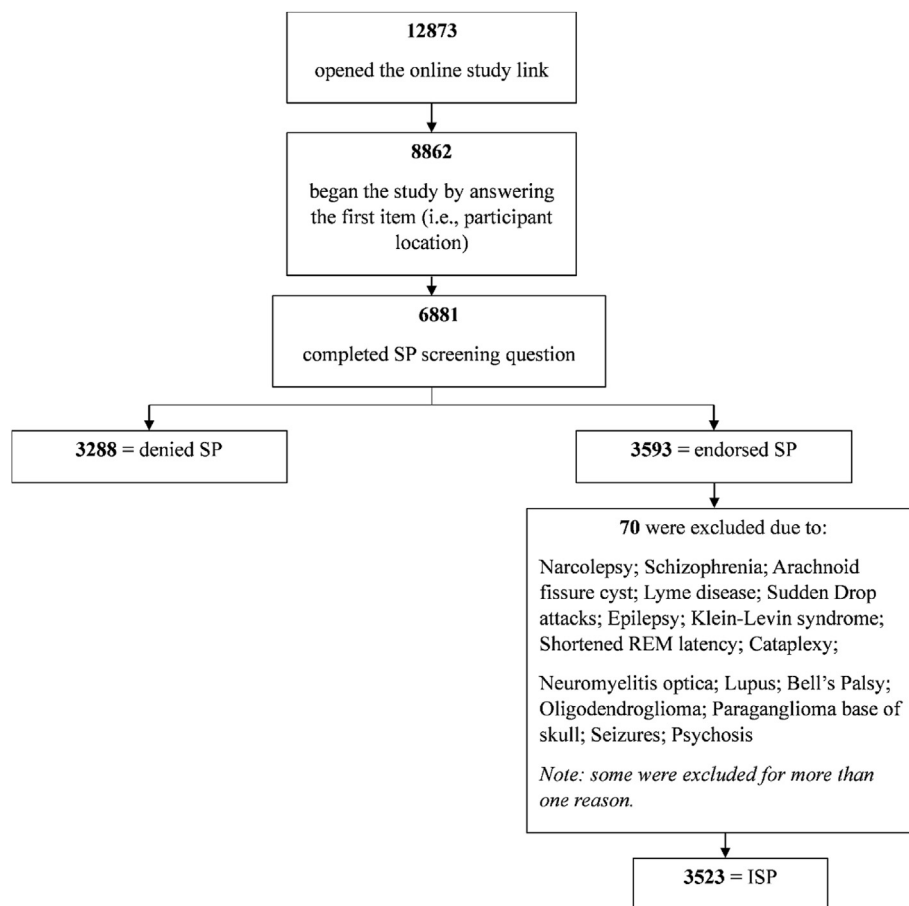 12873
opened the online study link
8862
began the study by answering
the first item (i.e., participant
location)
6881
completed SP screening question
3288 = denied SP
3593 = endorsed SP
70 were excluded due to:
Narcolepsy; Schizophrenia; Arachnoid
fissure cyst; Lyme disease; Sudden Drop
attacks; Epilepsy; Klein-Levin syndrome;
Shortened REM latency; Cataplexy;
Neuromyelitis optica; Lupus; Bell's Palsy;
Oligodendroglioma; Paraganglioma base of
skull; Seizures; Psychosis
Note: some were excluded for more than
one reason.
3523 = ISP